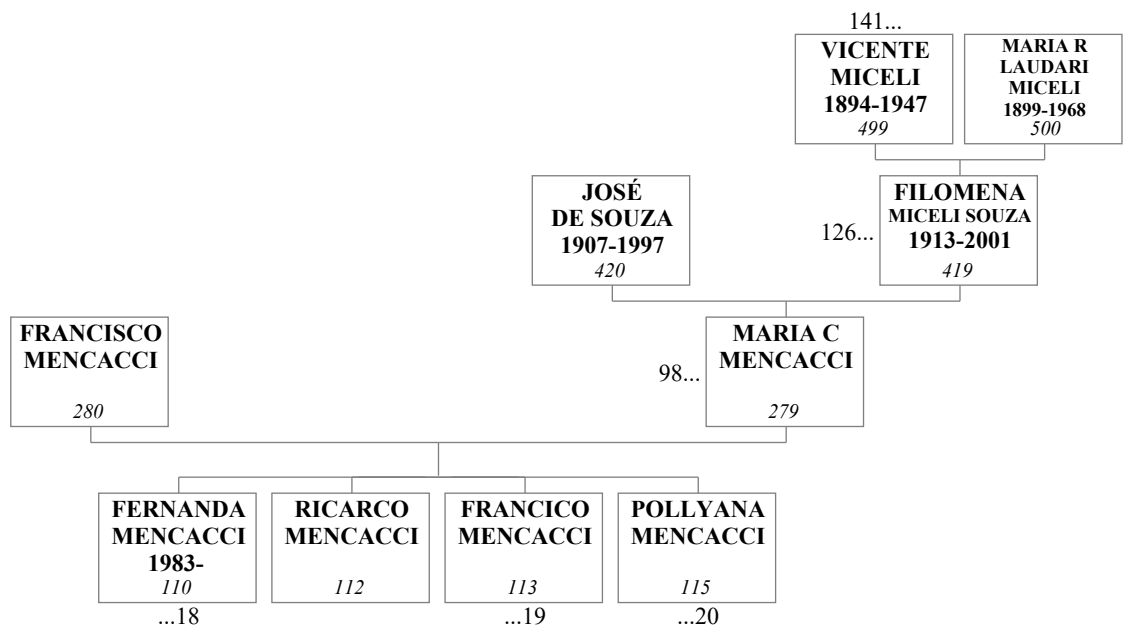 141...
VICENTE
MICELI
1894-1947
499
MARIA R
LAUDARI
MICELI
1899-1968
500
JOSÉ
DE SOUZA
1907-1997
420
126...
FILOMENA
MICELI SOUZA
1913-2001
419
FRANCISCO
MENCACCI
280
98...
MARIA C
MENCACCI
279
FERNANDA
MENCACCI
1983-
110
...18
RICARCO
MENCACCI
112
FRANCICO
MENCACCI
113
...19
POLLYANA
MENCACCI
115
...20